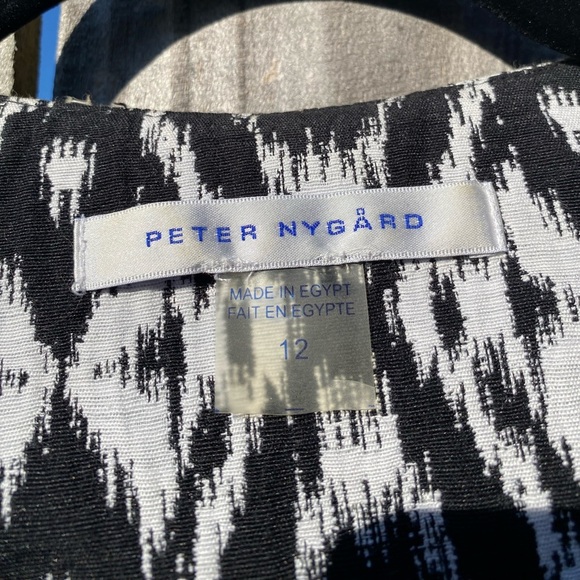 PETER NYGÅRD
MADE IN EGYPT
FAIT EN EGYPTE
12